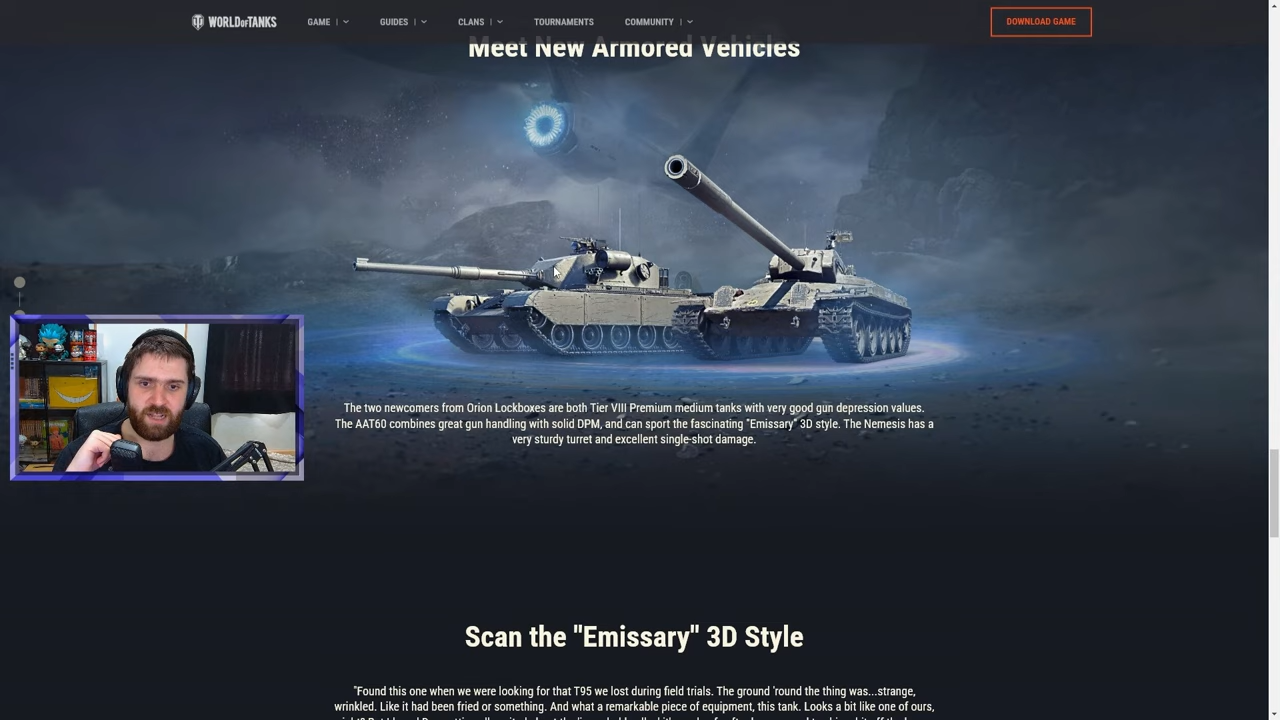 WORLD OF TANKS
GAME
GUIDES
CLANS
TOURNAMENTS
COMMUNITY
DOWNLOAD GAME
Meet New Armored Vehicles
The two newcomers from Orion Lockboxes are both Tier VIII Premium medium tanks with very good gun depression values.
The AAT60 combines great gun handling with solid DPM, and can sport the fascinating "Emissary" 3D style. The Nemesis has a
very sturdy turret and excellent single-shot damage.
Scan the "Emissary" 3D Style
"Found this one when we were looking for that T95 we lost during field trials. The ground 'round the thing was...strange,
wrinkled. Like it had been fried or something. And what a remarkable piece of equipment, this tank. Looks a bit like one of ours,